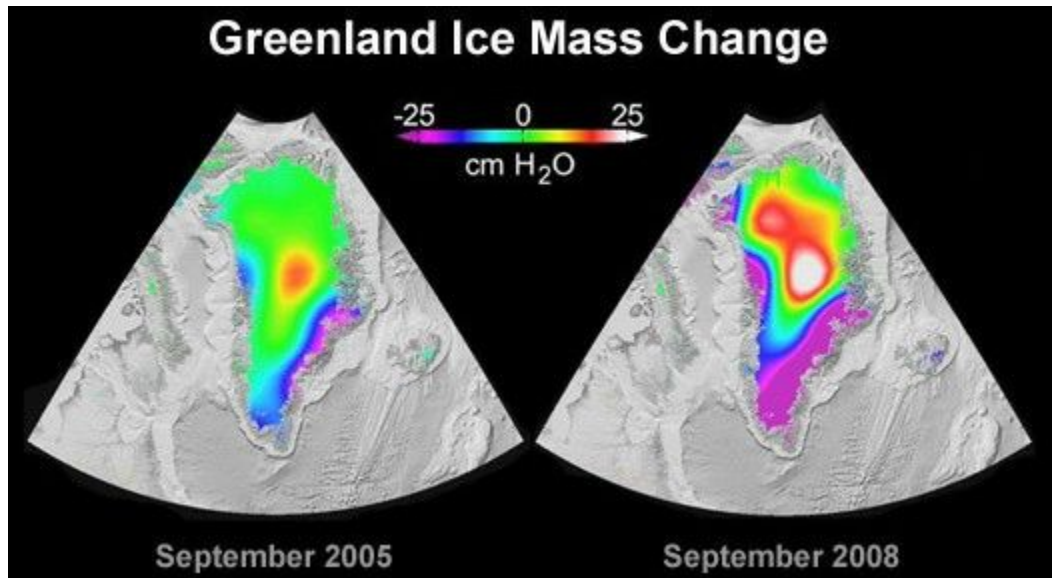 Greenland Ice Mass Change
-25 0 25
cm H₂O
September 2005
September 2008